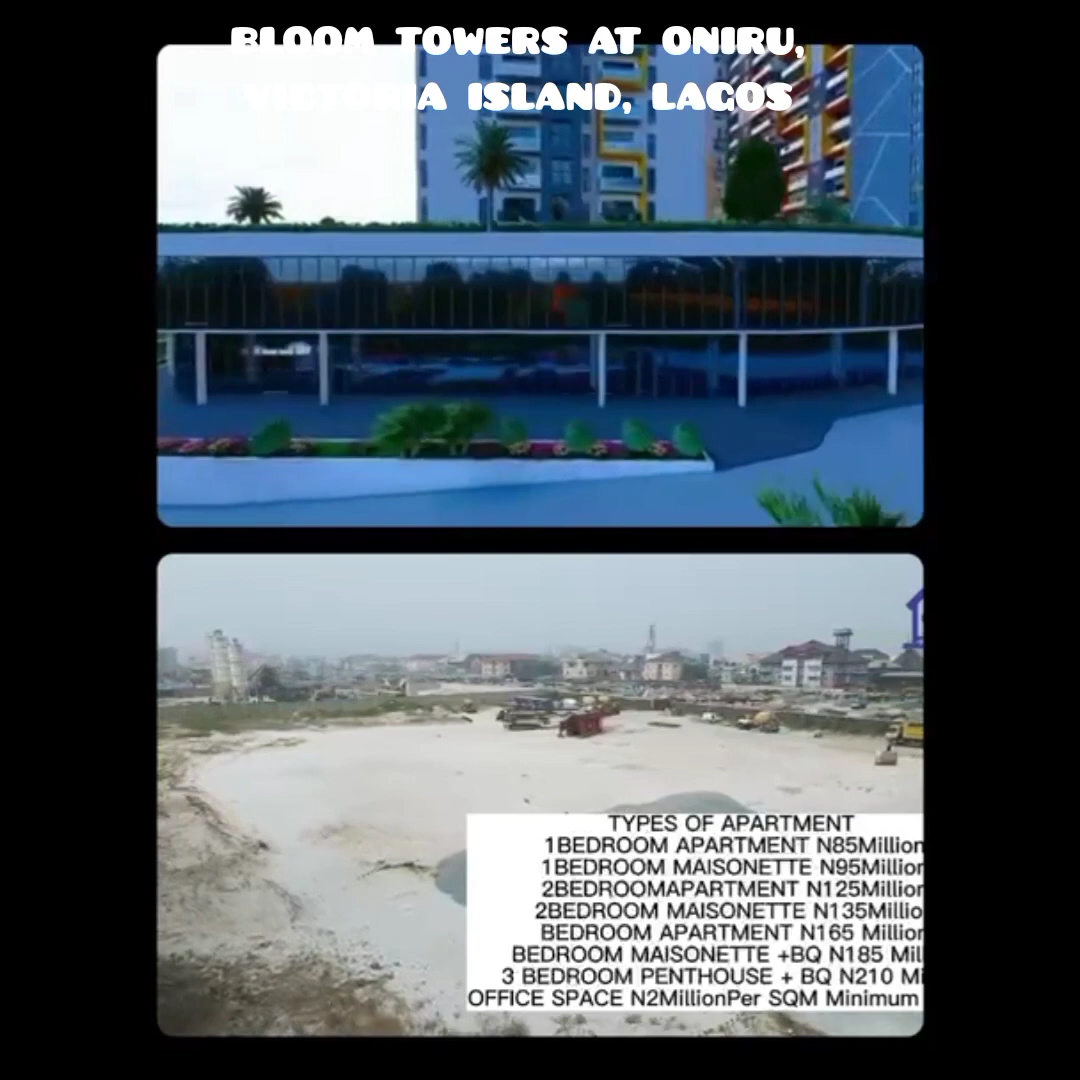 BLOOM TOWERS AT ONIRU,
VICTORIA ISLAND, LAGOS
TYPES OF APARTMENT
1BEDROOM APARTMENT N85Million
1BEDROOM MAISONETTE N95Million
2BEDROOMAPARTMENT N125Million
2BEDROOM MAISONETTE N135Millio
BEDROOM APARTMENT N165 Million
BEDROOM MAISONETTE +BQ N185 Mil
3 BEDROOM PENTHOUSE + BQ N210 Mi
OFFICE SPACE N2MillionPer SQM Minimum